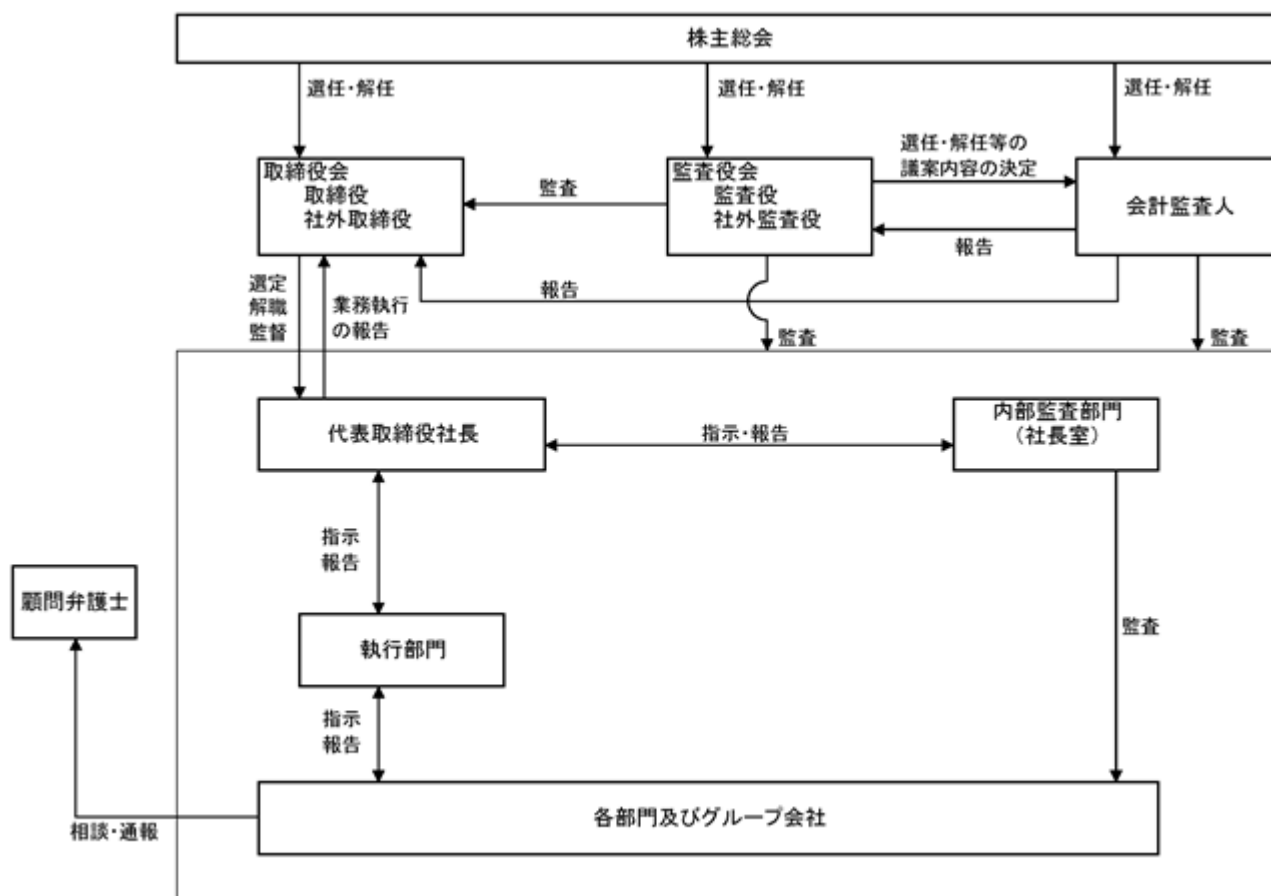 株主総会
選任・解任
選任・解任
選任・解任
取締役会
取締役
社外取締役
監査
監査役会
監査役
社外監査役
選任・解任等の
議案内容の決定
会計監査人
報告
報告
選定
解職
監督
業務執行
の報告
監査
監査
代表取締役社長
指示・報告
内部監査部門
（社長室）
指示
報告
顧問弁護士
執行部門
監査
指示
報告
相談・通報
各部門及びグループ会社